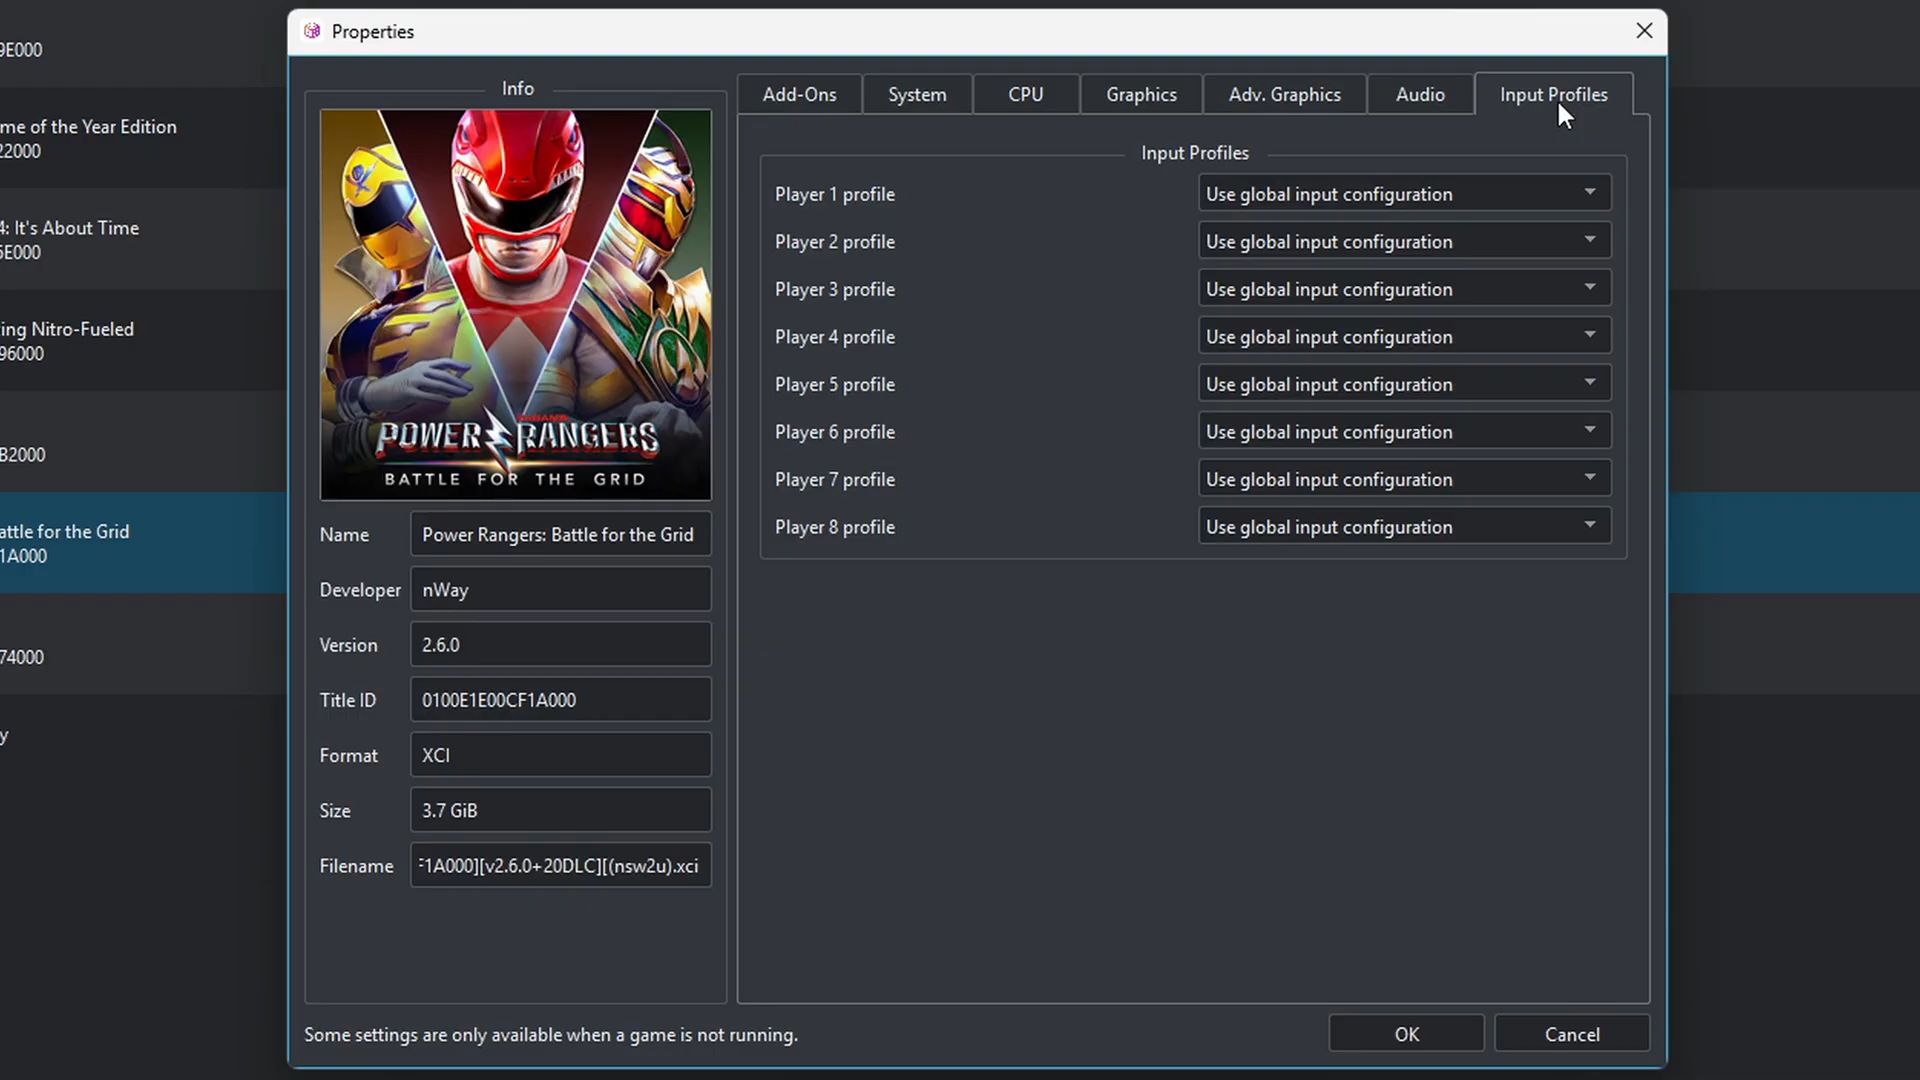 Properties
9E000
me of the Year Edition
22000
4: It's About Time
5E000
ing Nitro-Fueled
96000
B2000
attle for the Grid
1A000
74000
y
Info
POWER RANGERS
BATTLE FOR THE GRID
Name Power Rangers: Battle for the Grid
Developer nWay
Version 2.6.0
Title ID 0100E1E00CF1A000
Format XCI
Size 3.7 GiB
Filename F1A000][v2.6.0+20DLC][(nsw2u).xci
Add-Ons System CPU Graphics Adv. Graphics Audio Input Profiles
Input Profiles
Player 1 profile Use global input configuration
Player 2 profile Use global input configuration
Player 3 profile Use global input configuration
Player 4 profile Use global input configuration
Player 5 profile Use global input configuration
Player 6 profile Use global input configuration
Player 7 profile Use global input configuration
Player 8 profile Use global input configuration
Some settings are only available when a game is not running.
OK Cancel